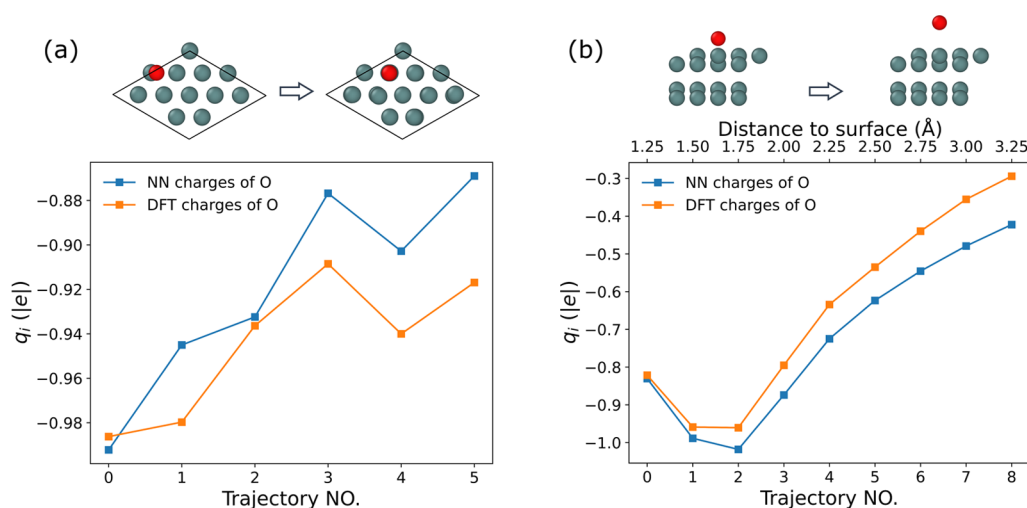 (a)
NN charges of O
DFT charges of O
−0.88
−0.90
−0.92
−0.94
−0.96
−0.98
qᵢ (|e|)
0 1 2 3 4 5
Trajectory NO.
(b)
Distance to surface (Å)
1.25 1.50 1.75 2.00 2.25 2.50 2.75 3.00 3.25
NN charges of O
DFT charges of O
−0.3
−0.4
−0.5
−0.6
−0.7
−0.8
−0.9
−1.0
qᵢ (|e|)
0 1 2 3 4 5 6 7 8
Trajectory NO.